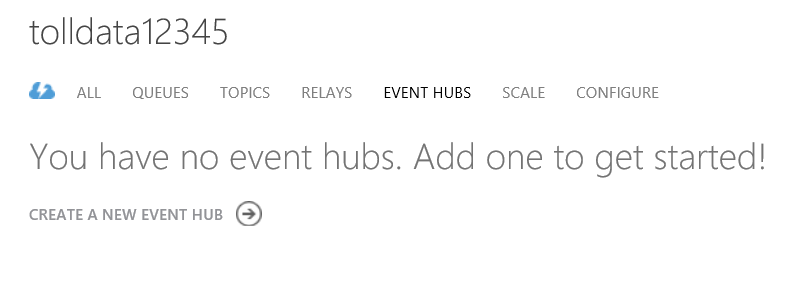 tolldata12345
ALL QUEUES TOPICS RELAYS EVENT HUBS SCALE CONFIGURE
You have no event hubs. Add one to get started!
CREATE A NEW EVENT HUB